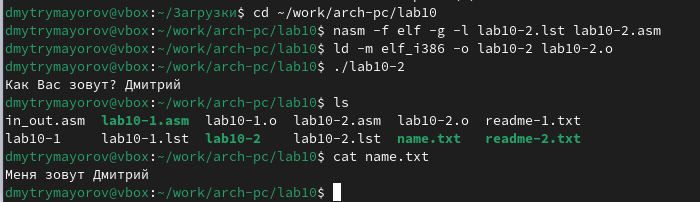 dmytrymayorov@vbox:~/Загрузки$ cd ~/work/arch-pc/lab10
dmytrymayorov@vbox:~/work/arch-pc/lab10$ nasm -f elf -g -l lab10-2.lst lab10-2.asm
dmytrymayorov@vbox:~/work/arch-pc/lab10$ ld -m elf_i386 -o lab10-2 lab10-2.o
dmytrymayorov@vbox:~/work/arch-pc/lab10$ ./lab10-2
Как Вас зовут? Дмитрий
dmytrymayorov@vbox:~/work/arch-pc/lab10$ ls
in_out.asm lab10-1.asm lab10-1.o lab10-2.asm lab10-2.o readme-1.txt
lab10-1 lab10-1.lst lab10-2 lab10-2.lst name.txt readme-2.txt
dmytrymayorov@vbox:~/work/arch-pc/lab10$ cat name.txt
Меня зовут Дмитрий
dmytrymayorov@vbox:~/work/arch-pc/lab10$